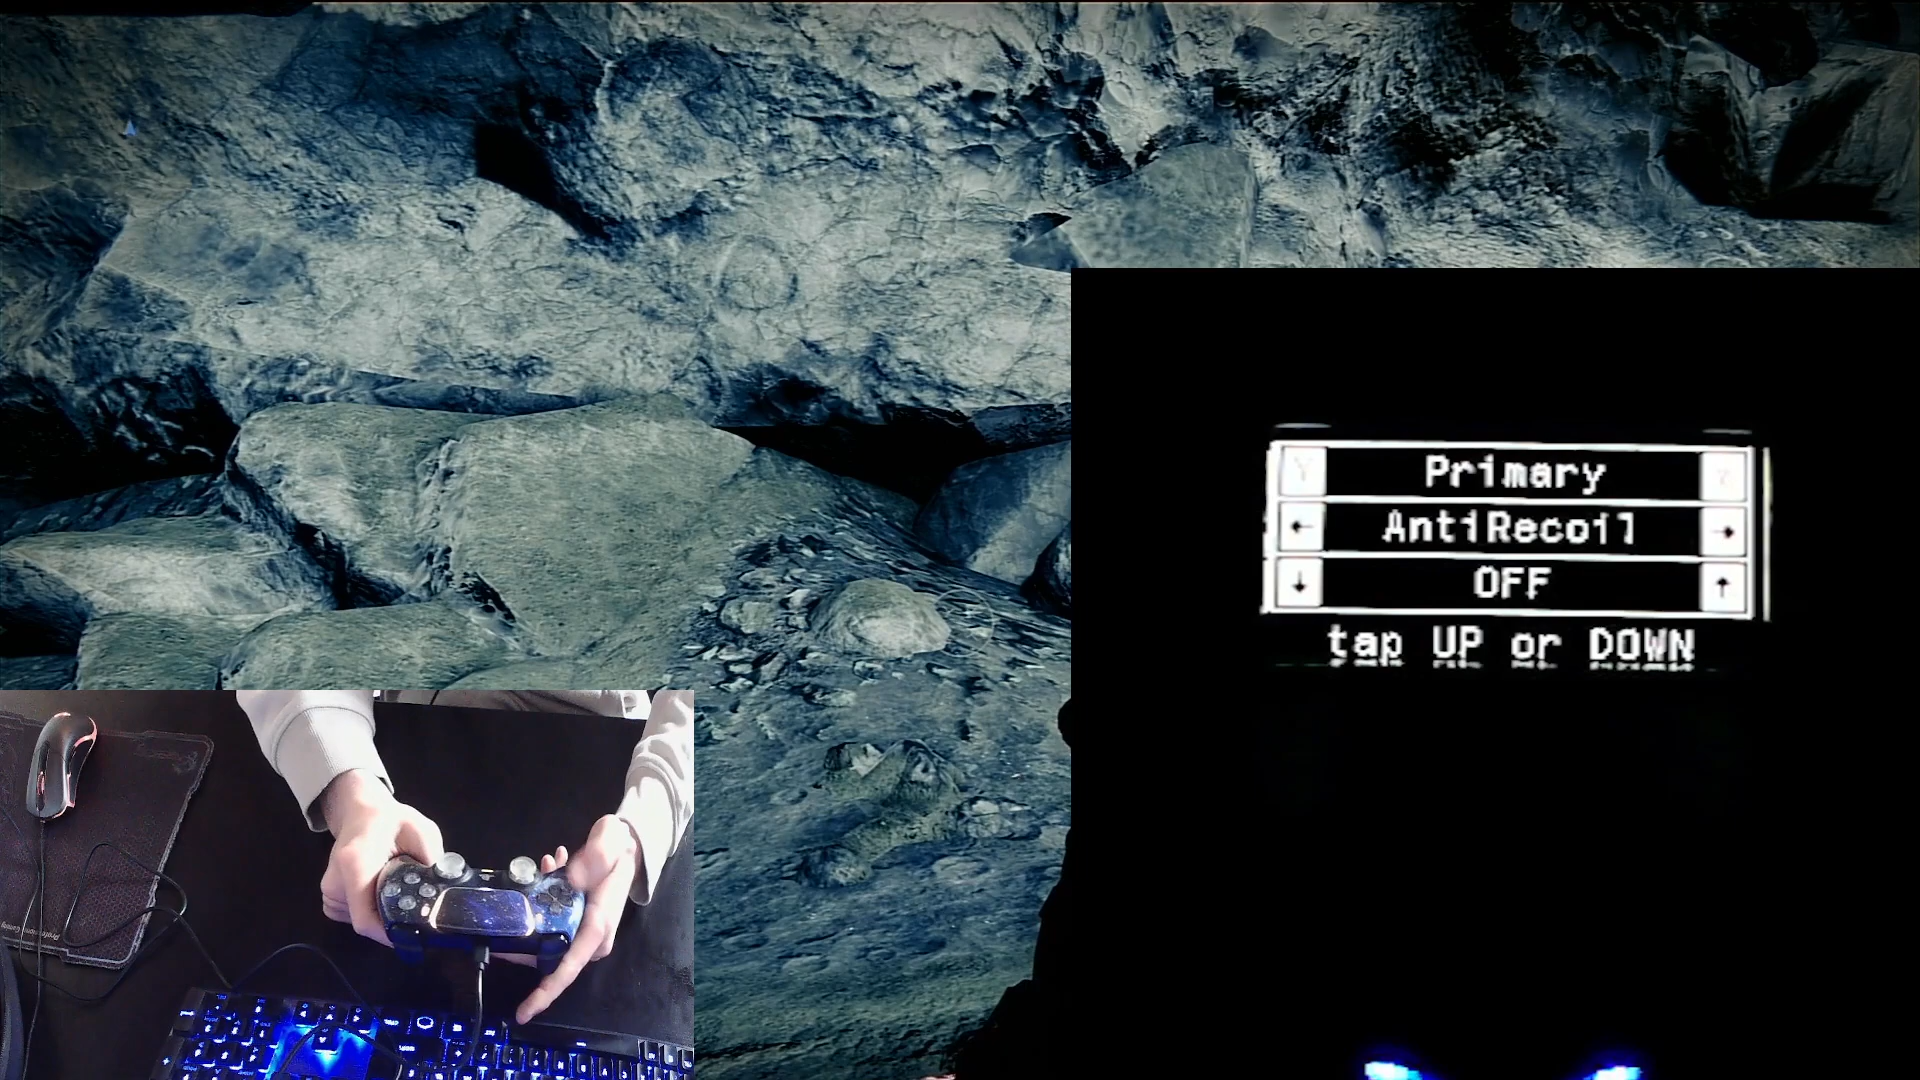 Y Primary ?
← AntiRecoil →
↓ OFF ↑
tap UP or DOWN